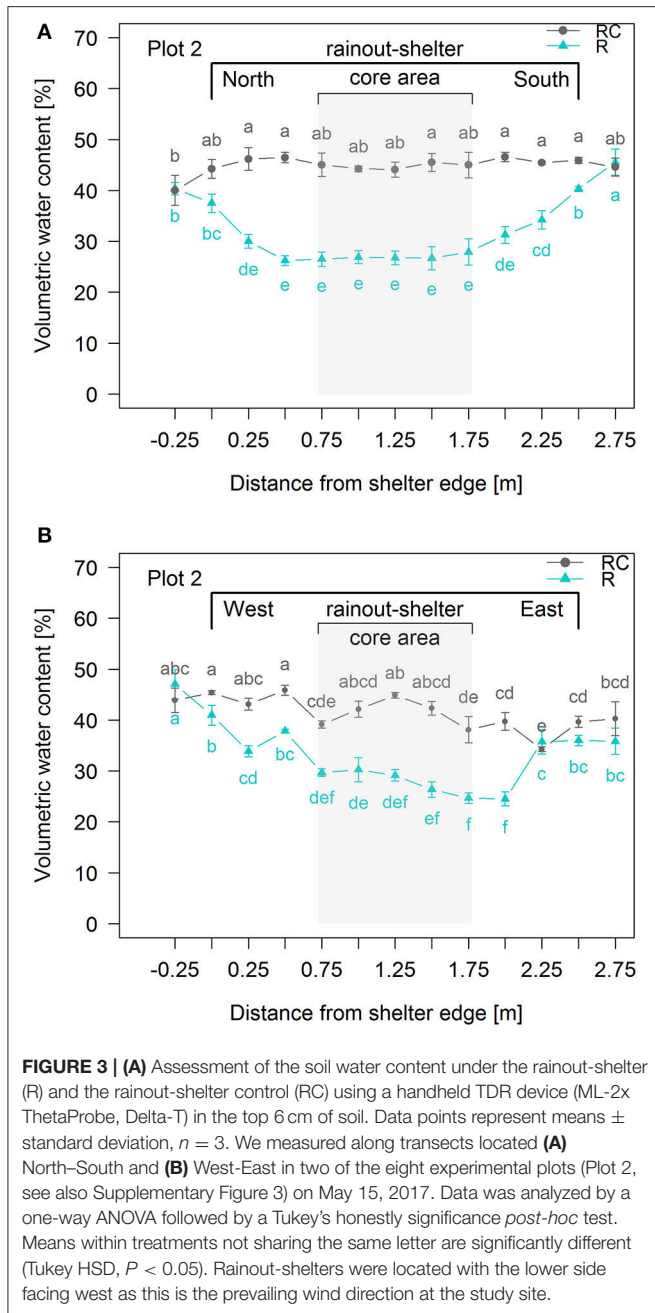 A
Plot 2
rainout-shelter
RC
R
North
core area
South
Volumetric water content [%]
70
60
50
40
30
20
10
0
b ab a a ab ab ab a ab a a a ab
b bc de e e e e e e de cd b a
-0.25 0.25 0.75 1.25 1.75 2.25 2.75
Distance from shelter edge [m]
B
Plot 2
RC
R
West
rainout-shelter
East
core area
Volumetric water content [%]
70
60
50
40
30
20
10
0
abc a abc a cde abcd ab abcd de cd e cd bcd
a b cd bc def de def ef f f c bc bc
-0.25 0.25 0.75 1.25 1.75 2.25 2.75
Distance from shelter edge [m]
FIGURE 3 | (A) Assessment of the soil water content under the rainout-shelter
(R) and the rainout-shelter control (RC) using a handheld TDR device (ML-2x
ThetaProbe, Delta-T) in the top 6 cm of soil. Data points represent means ±
standard deviation, n = 3. We measured along transects located (A)
North–South and (B) West-East in two of the eight experimental plots (Plot 2,
see also Supplementary Figure 3) on May 15, 2017. Data was analyzed by a
one-way ANOVA followed by a Tukey's honestly significance post-hoc test.
Means within treatments not sharing the same letter are significantly different
(Tukey HSD, P < 0.05). Rainout-shelters were located with the lower side
facing west as this is the prevailing wind direction at the study site.